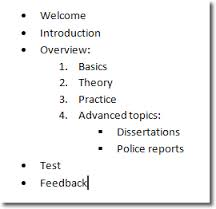 • Welcome
• Introduction
• Overview:
1. Basics
2. Theory
3. Practice
4. Advanced topics:
▪ Dissertations
▪ Police reports
• Test
• Feedback